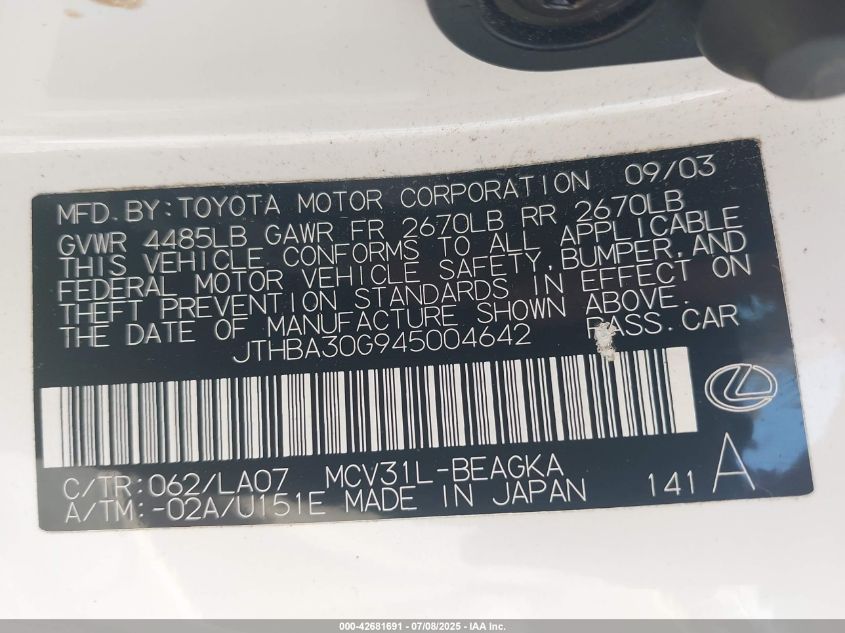 MFD. BY: TOYOTA MOTOR CORPORATION 09/03
GVWR 4485LB GAWR FR 2670LB RR 2670LB
THIS VEHICLE CONFORMS TO ALL APPLICABLE
FEDERAL MOTOR VEHICLE SAFETY, BUMPER, AND
THEFT PREVENTION STANDARDS IN EFFECT ON
THE DATE OF MANUFACTURE SHOWN ABOVE.
JTHBA30G945004642 PASS. CAR
C/TR: 062/LA07 MCV31L-BEAGKA
A/TM: -02A/U151E MADE IN JAPAN 141 A
000-42681691 - 07/08/2025 - IAA Inc.